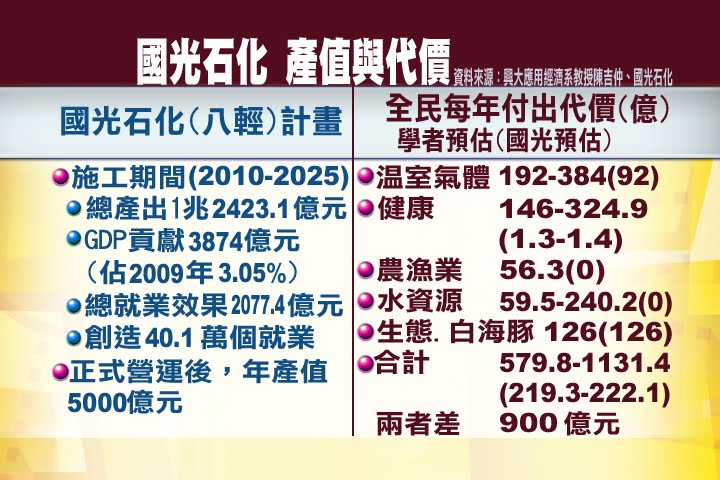 國光石化 產值與代價
資料來源：興大應用經濟系教授陳吉仲、國光石化
國光石化(八輕)計畫
施工期間(2010-2025)
總產出1兆2423.1億元
GDP貢獻3874億元
(佔2009年3.05%)
總就業效果2077.4億元
創造40.1萬個就業
正式營運後，年產值
5000億元
全民每年付出代價(億)
學者預估(國光預估)
温室氣體 192-384(92)
健康 146-324.9
(1.3-1.4)
農漁業 56.3(0)
水資源 59.5-240.2(0)
生態.白海豚 126(126)
合計 579.8-1131.4
(219.3-222.1)
兩者差 900億元